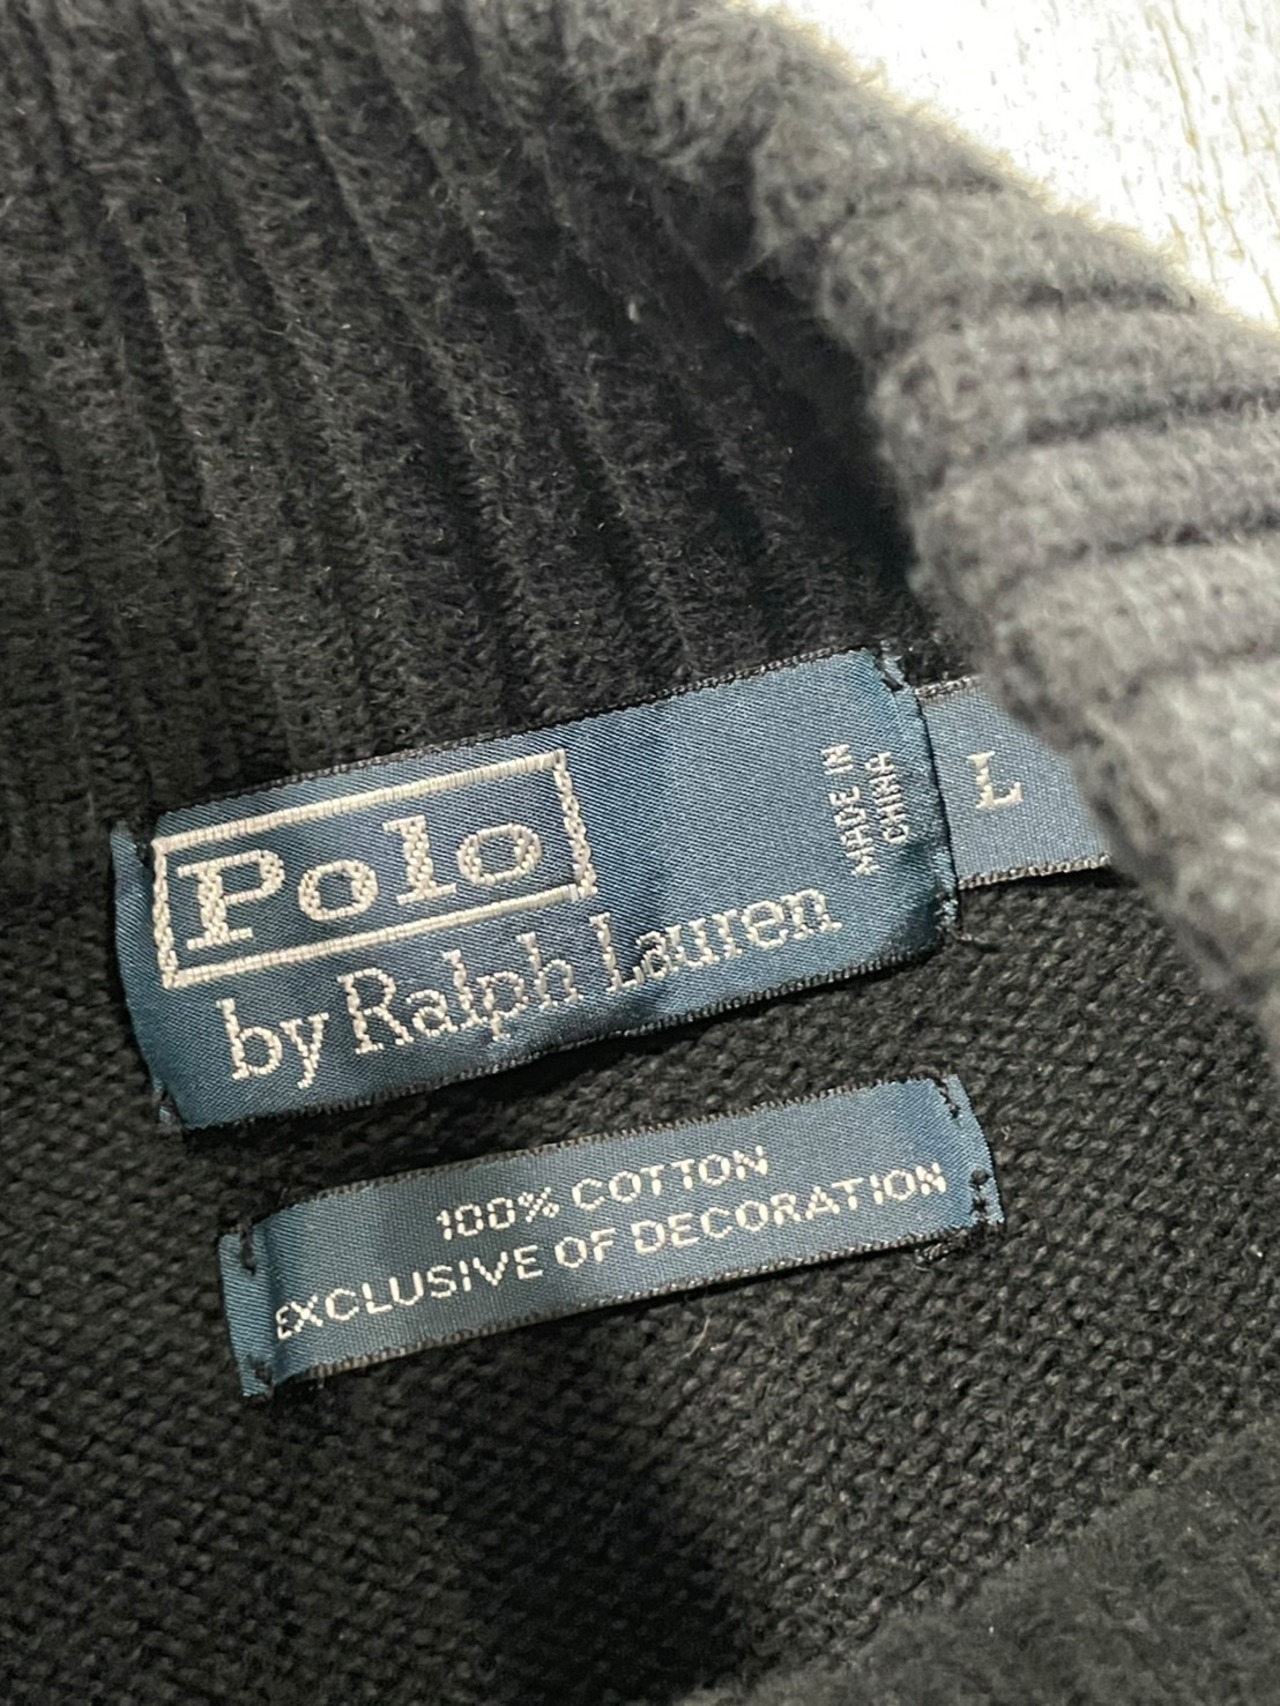 Polo
by Ralph Lauren
MADE IN
CHINA
L
100% COTTON
EXCLUSIVE OF DECORATION